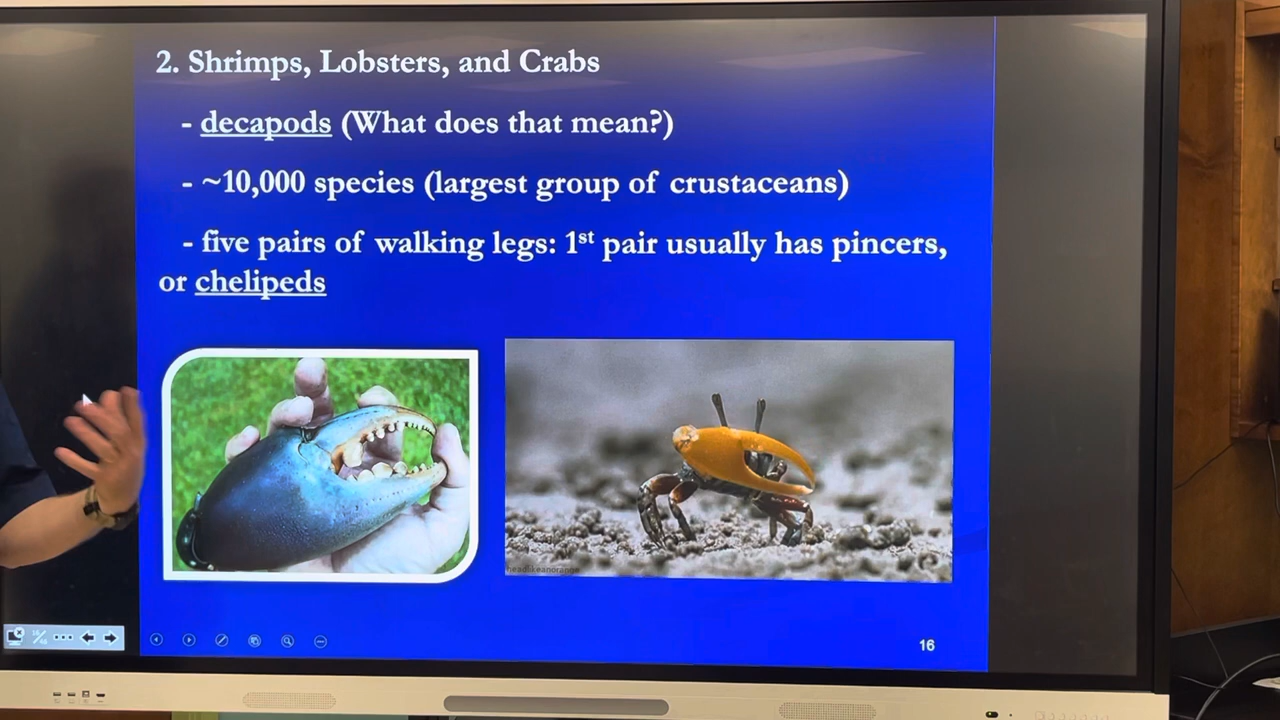 2. Shrimps, Lobsters, and Crabs
- decapods (What does that mean?)
- ~10,000 species (largest group of crustaceans)
- five pairs of walking legs: 1st pair usually has pincers,
or chelipeds
headlikeanorange
16